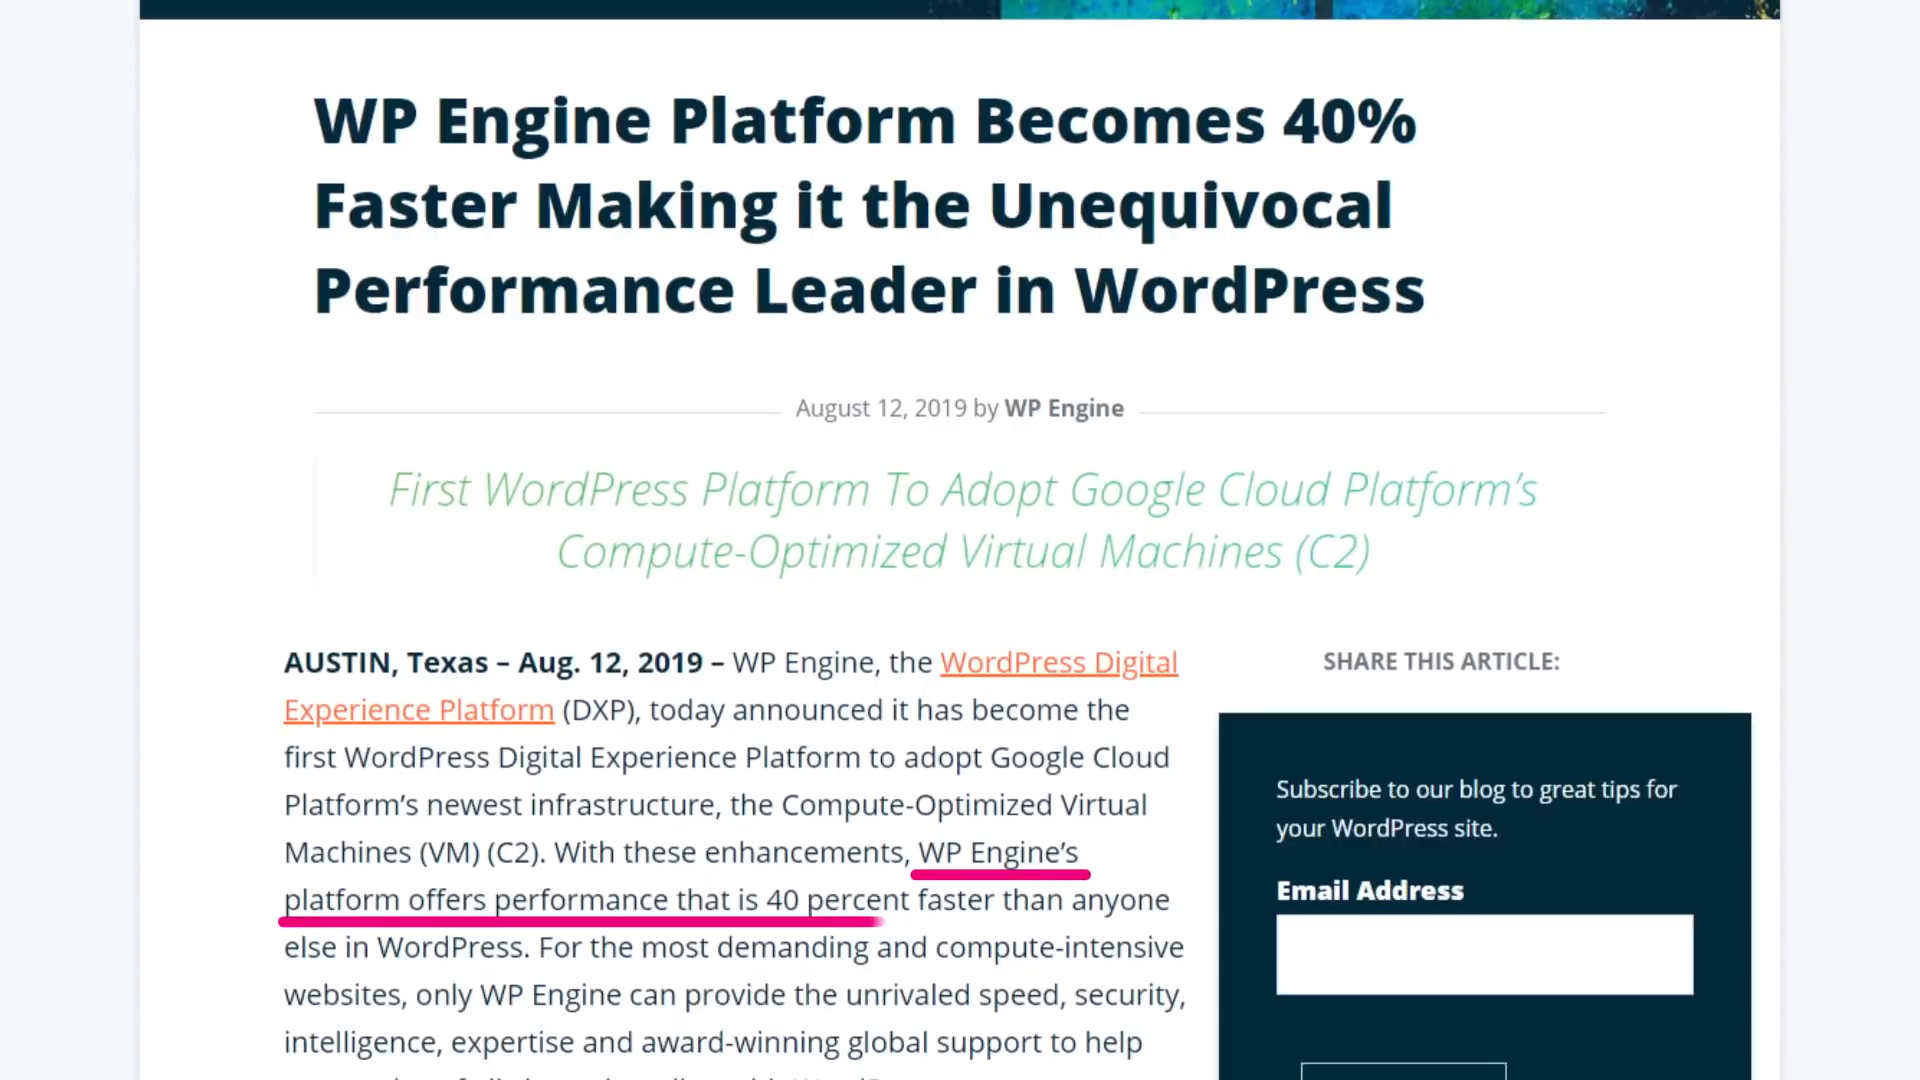 WP Engine Platform Becomes 40%
Faster Making it the Unequivocal
Performance Leader in WordPress
August 12, 2019 by WP Engine
First WordPress Platform To Adopt Google Cloud Platform’s
Compute-Optimized Virtual Machines (C2)
AUSTIN, Texas – Aug. 12, 2019 – WP Engine, the WordPress Digital
Experience Platform (DXP), today announced it has become the
first WordPress Digital Experience Platform to adopt Google Cloud
Platform’s newest infrastructure, the Compute-Optimized Virtual
Machines (VM) (C2). With these enhancements, WP Engine’s
platform offers performance that is 40 percent faster than anyone
else in WordPress. For the most demanding and compute-intensive
websites, only WP Engine can provide the unrivaled speed, security,
intelligence, expertise and award-winning global support to help
SHARE THIS ARTICLE:
Subscribe to our blog to great tips for
your WordPress site.
Email Address